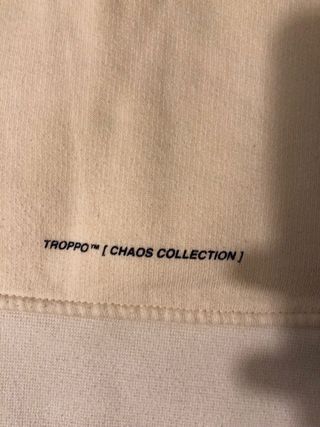 TROPPO™ [ CHAOS COLLECTION ]